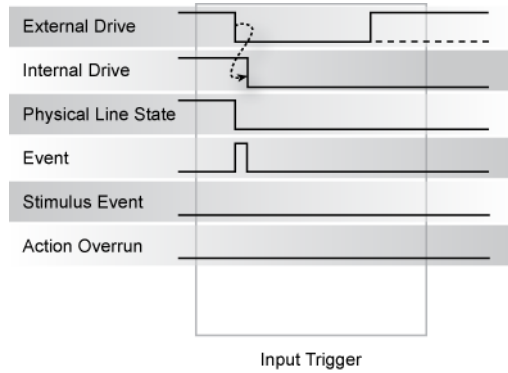 External Drive
Internal Drive
Physical Line State
Event
Stimulus Event
Action Overrun
Input Trigger